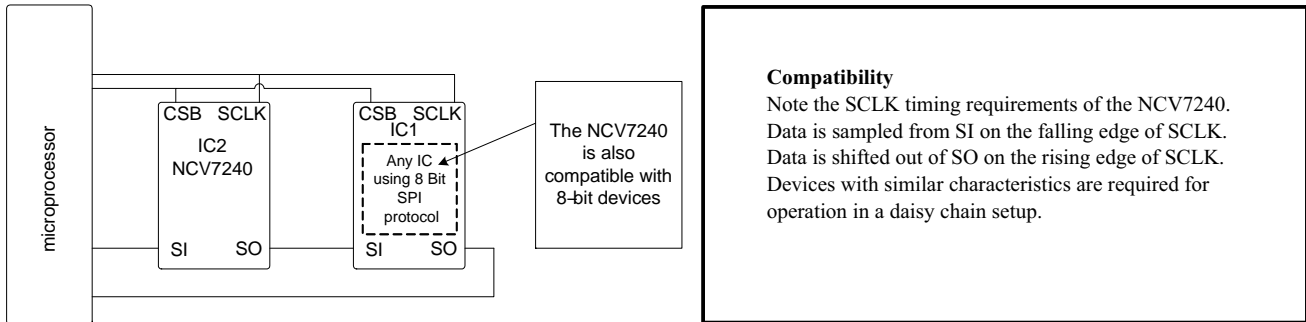 microprocessor
CSB SCLK
IC2
NCV7240
SI SO
CSB SCLK
IC1
Any IC
using 8 Bit
SPI
protocol
SI SO
The NCV7240
is also
compatible with
8−bit devices
Compatibility
Note the SCLK timing requirements of the NCV7240.
Data is sampled from SI on the falling edge of SCLK.
Data is shifted out of SO on the rising edge of SCLK.
Devices with similar characteristics are required for
operation in a daisy chain setup.